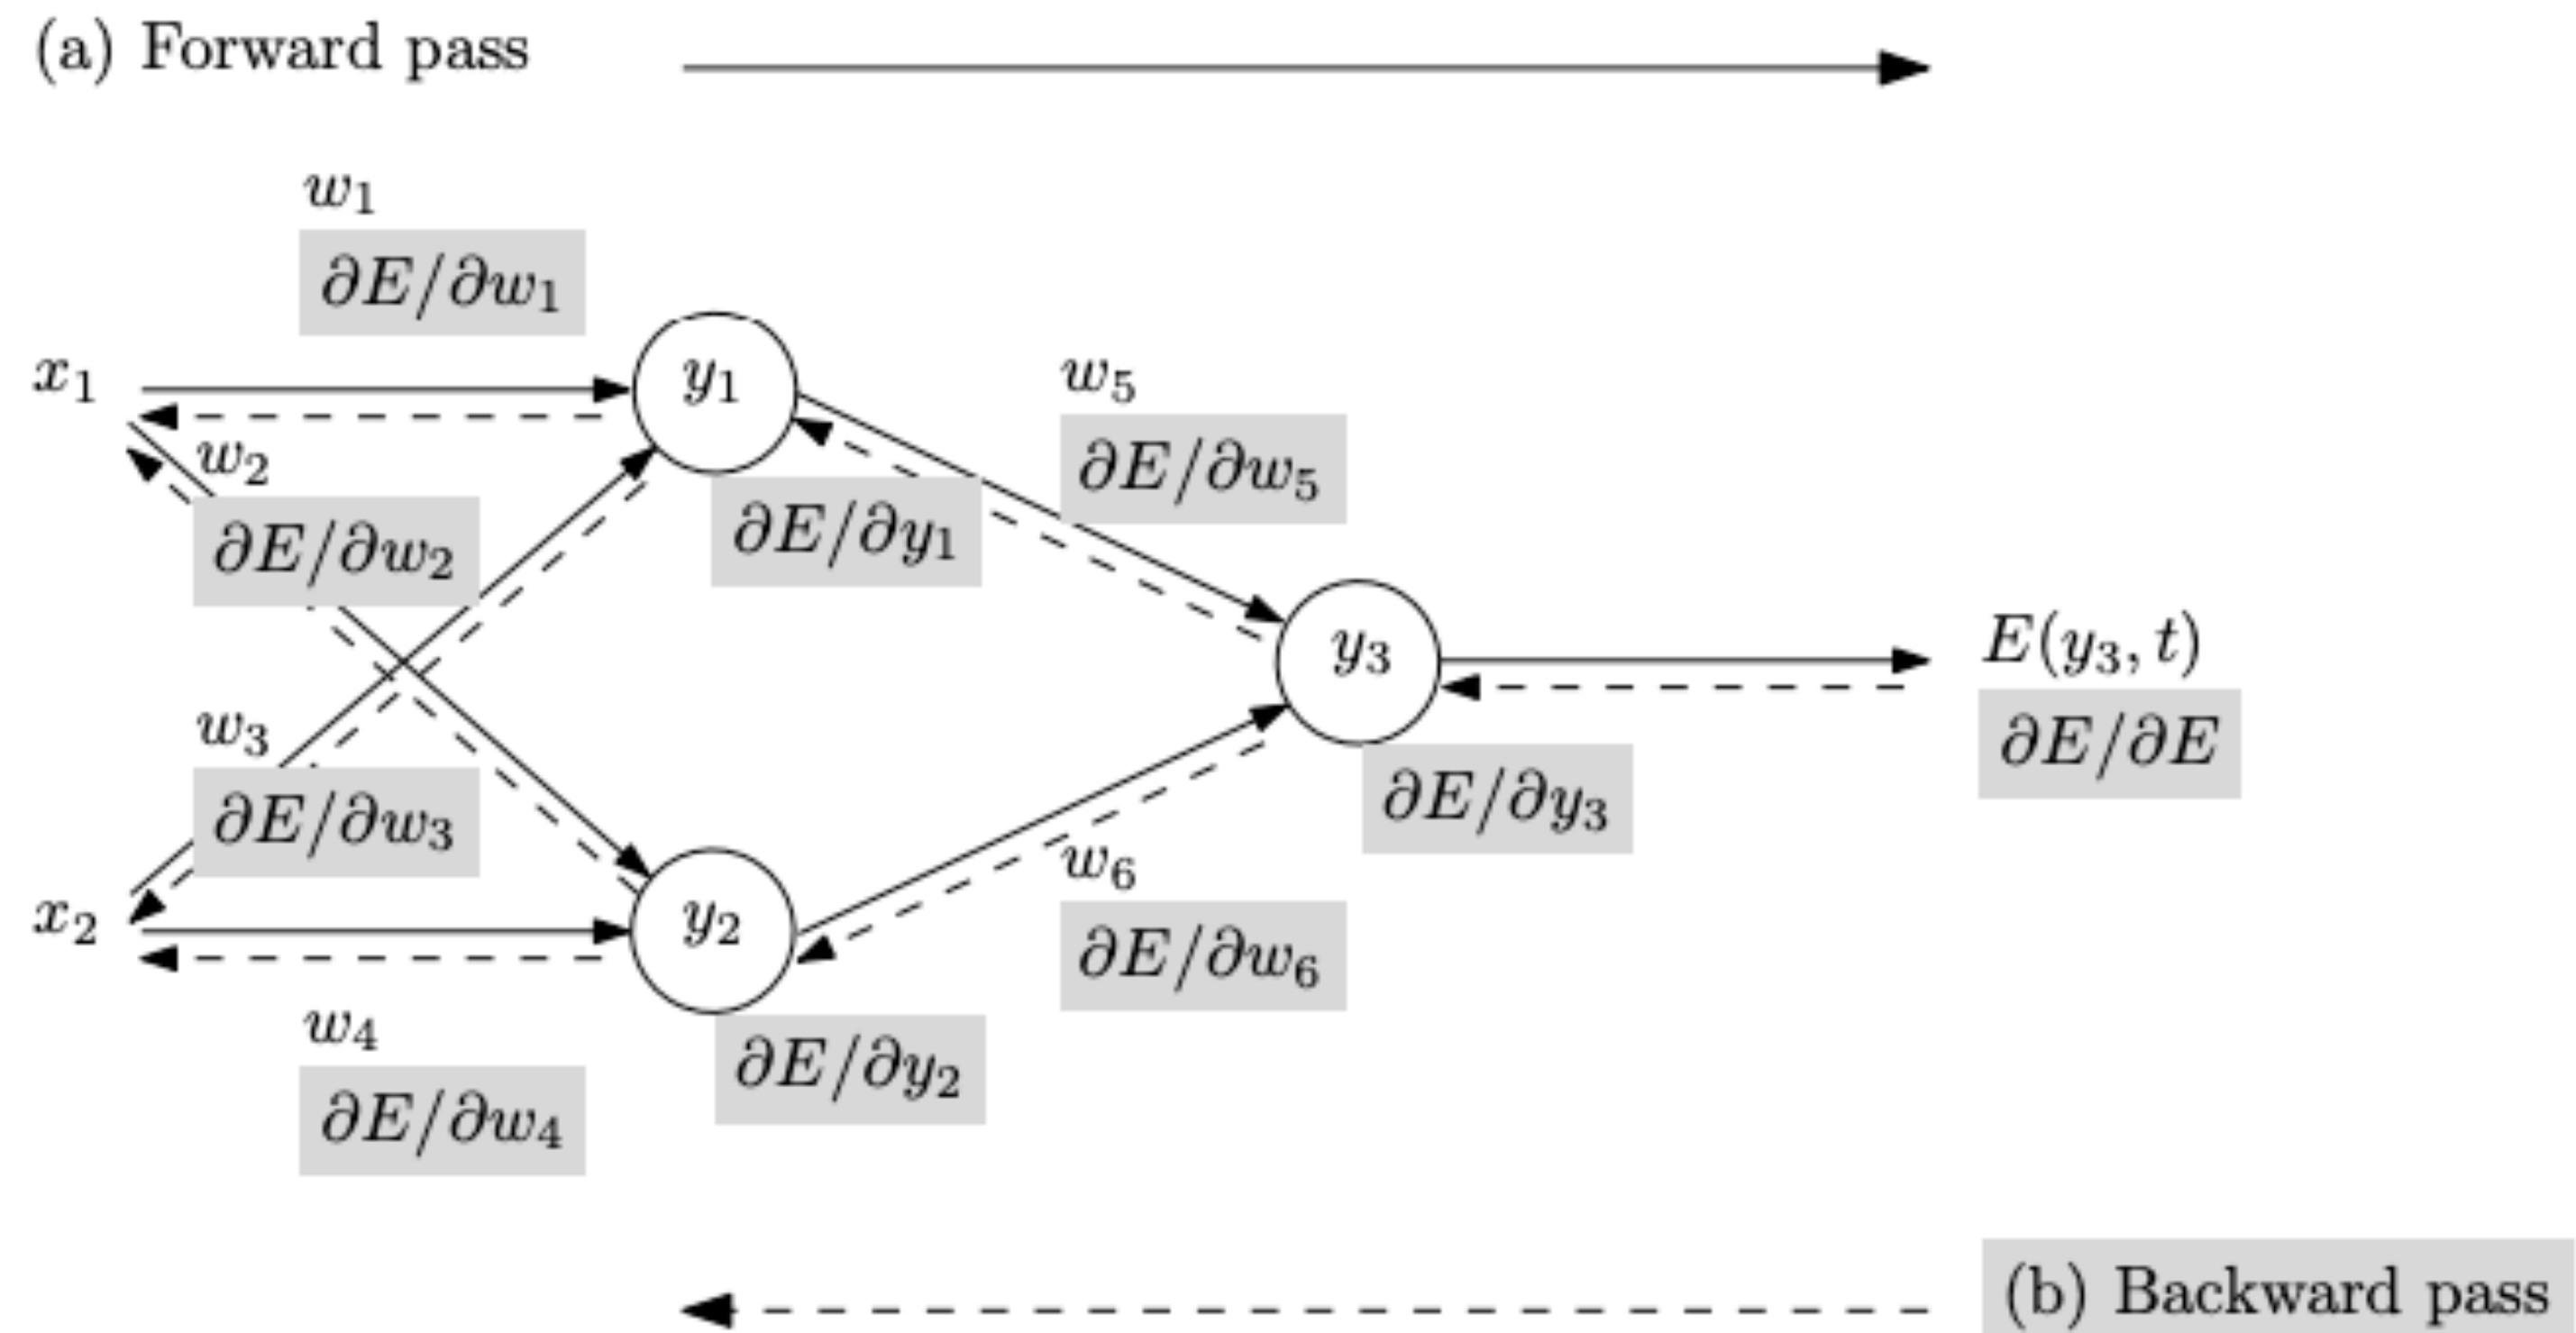 (a) Forward pass
w₁
∂E/∂w₁
x₁
y₁
w₅
∂E/∂w₅
w₂
∂E/∂w₂
∂E/∂y₁
y₃
E(y₃, t)
∂E/∂E
w₃
∂E/∂w₃
∂E/∂y₃
x₂
y₂
w₆
∂E/∂w₆
w₄
∂E/∂w₄
∂E/∂y₂
(b) Backward pass